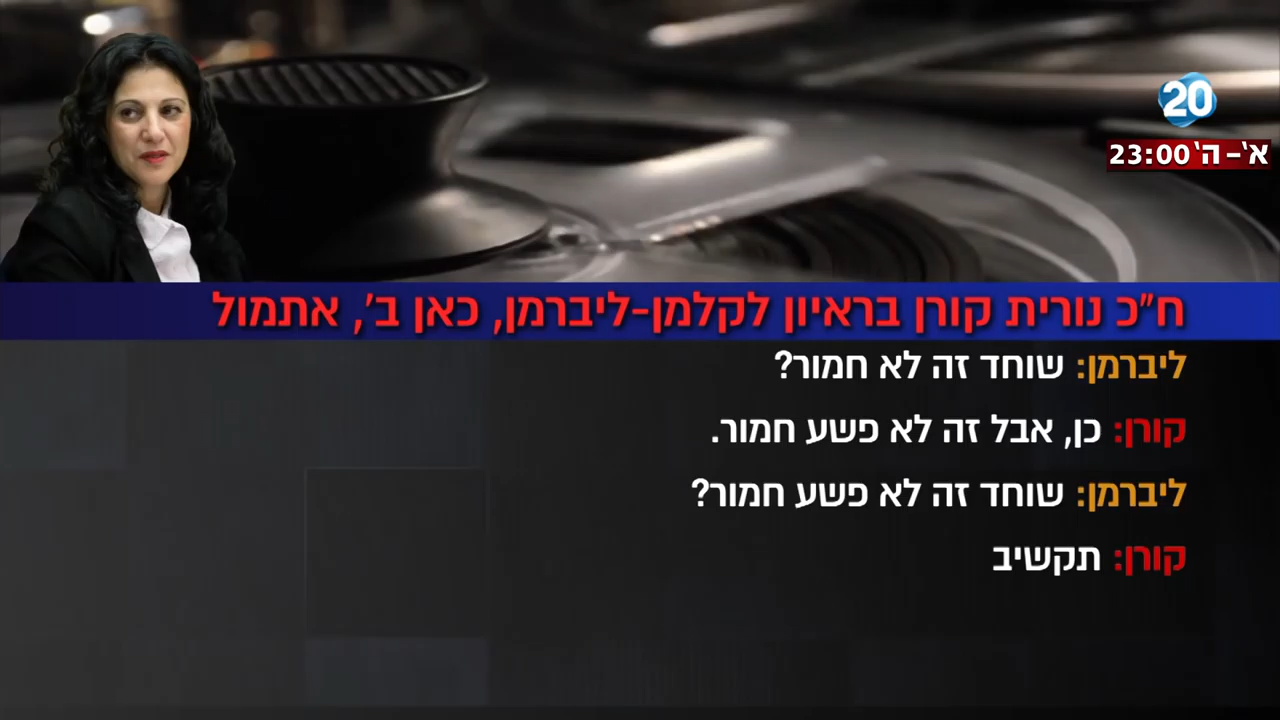 20
א'-ה' 23:00
ח"כ נורית קורן בראיון לקלמן-ליברמן, כאן ב', אתמול
ליברמן: שוחד זה לא חמור?
קורן: כן, אבל זה לא פשע חמור.
ליברמן: שוחד זה לא פשע חמור?
קורן: תקשיב